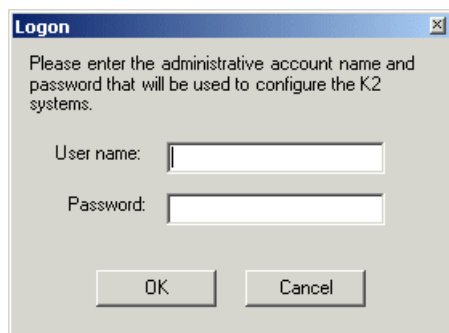 Logon
Please enter the administrative account name and
password that will be used to configure the K2
systems.
User name:
Password:
OK
Cancel